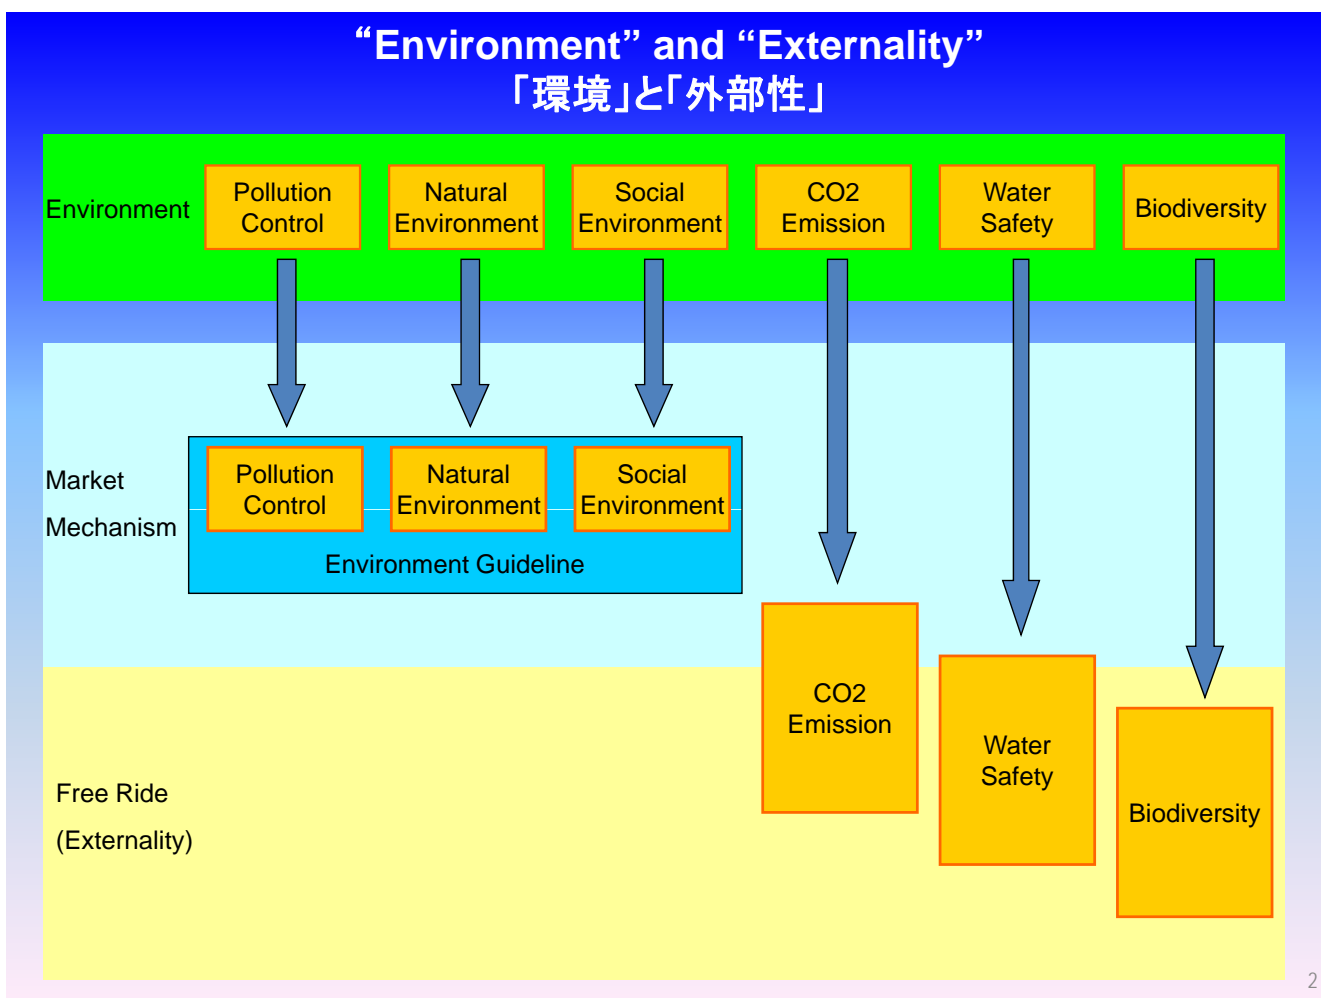 “Environment” and “Externality”
「環境」と「外部性」
Environment
Pollution
Control
Natural
Environment
Social
Environment
CO2
Emission
Water
Safety
Biodiversity
Market
Mechanism
Pollution
Control
Natural
Environment
Social
Environment
Environment Guideline
CO2
Emission
Water
Safety
Biodiversity
Free Ride
(Externality)
2